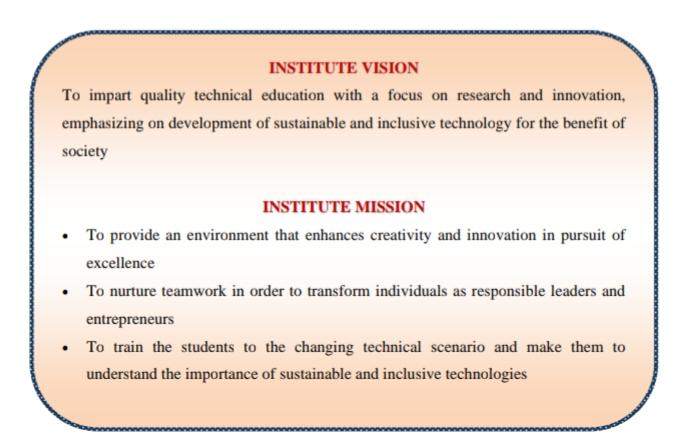 INSTITUTE VISION
To impart quality technical education with a focus on research and innovation,
emphasizing on development of sustainable and inclusive technology for the benefit of
society
INSTITUTE MISSION
• To provide an environment that enhances creativity and innovation in pursuit of
excellence
• To nurture teamwork in order to transform individuals as responsible leaders and
entrepreneurs
• To train the students to the changing technical scenario and make them to
understand the importance of sustainable and inclusive technologies